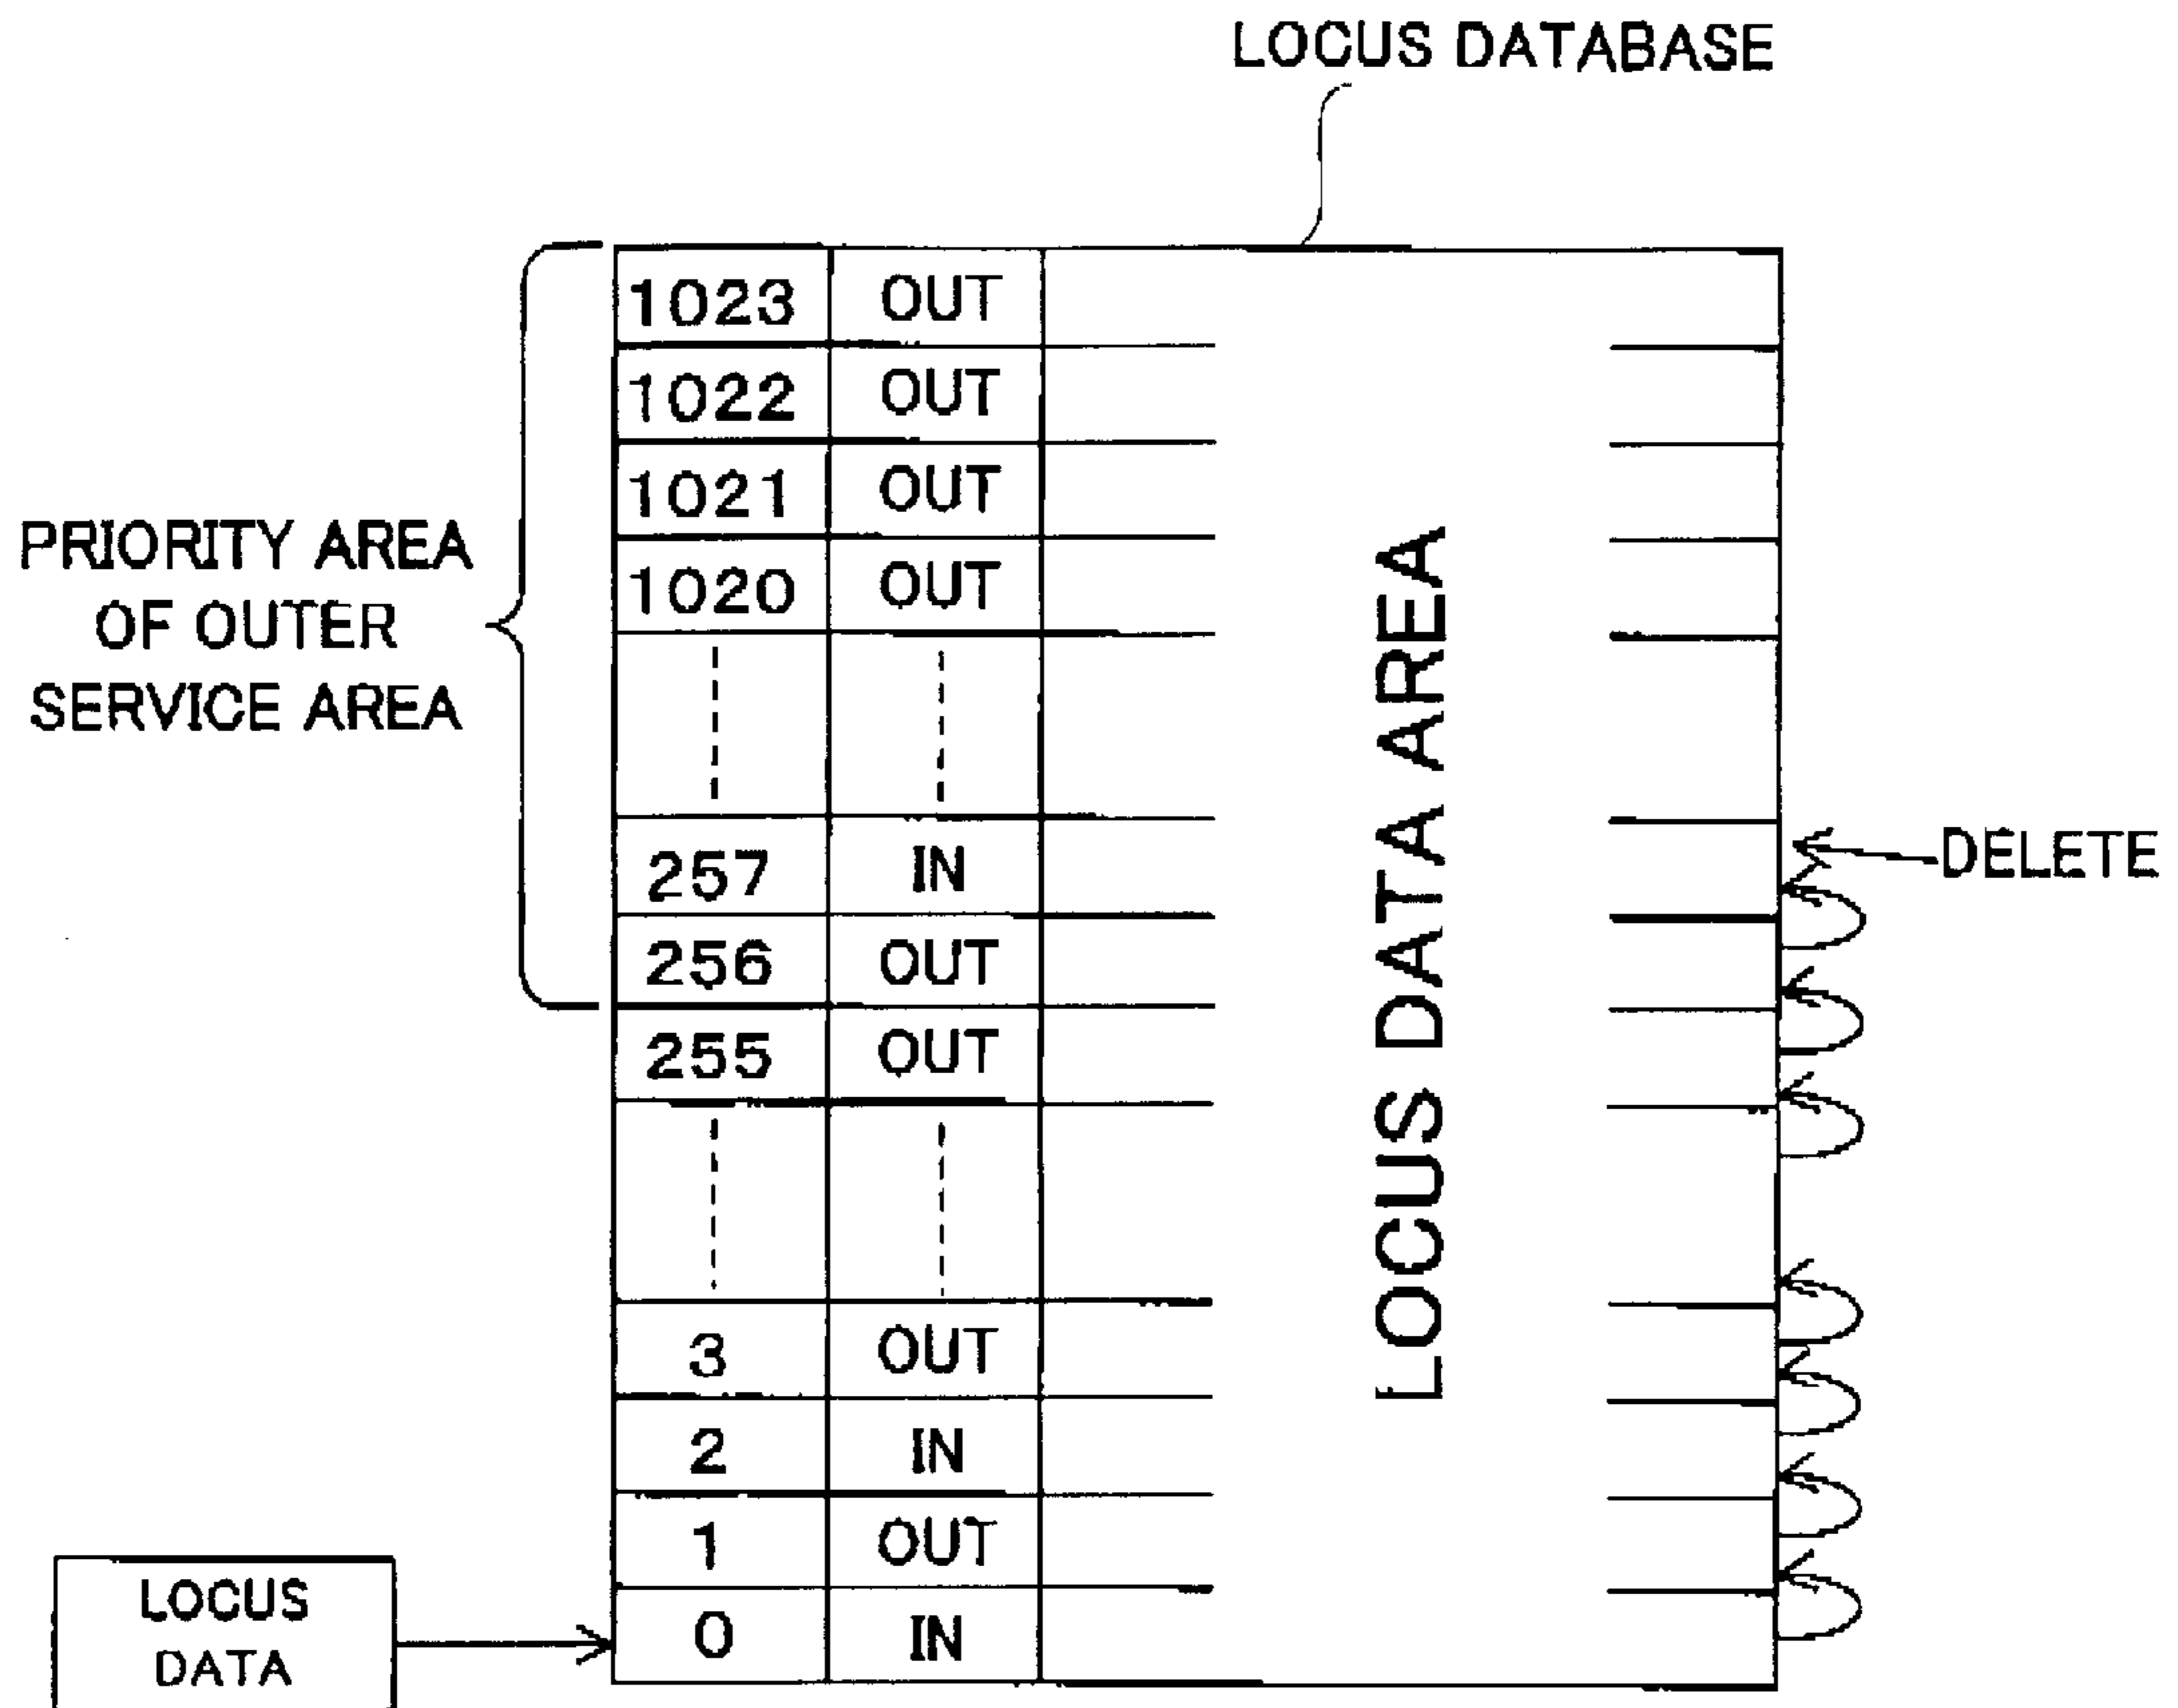 LOCUS DATABASE
1023 OUT
1022 OUT
1021 OUT
1020 OUT
PRIORITY AREA
OF OUTER
SERVICE AREA
LOCUS DATA AREA
257 IN
DELETE
256 OUT
255 OUT
3 OUT
2 IN
1 OUT
0 IN
LOCUS
DATA